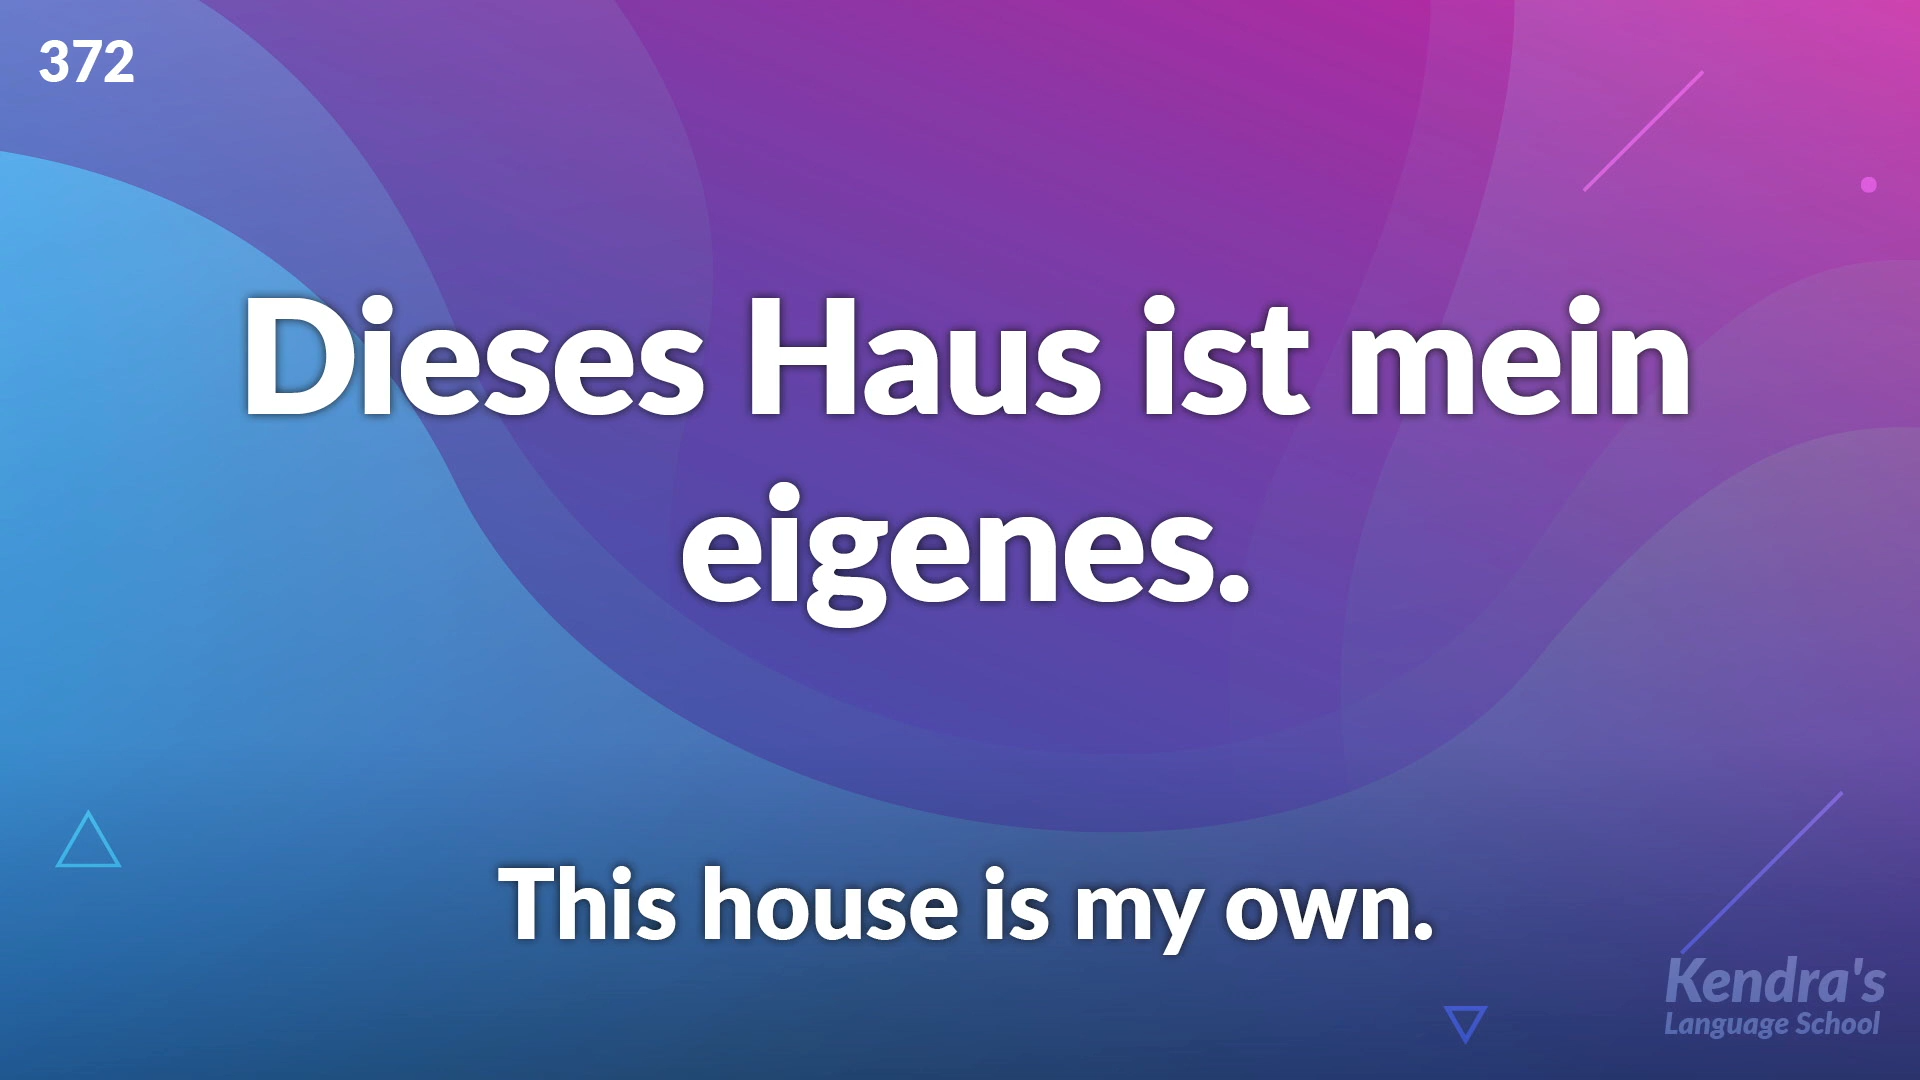 372
Dieses Haus ist mein
eigenes.
This house is my own.
Kendra's
Language School